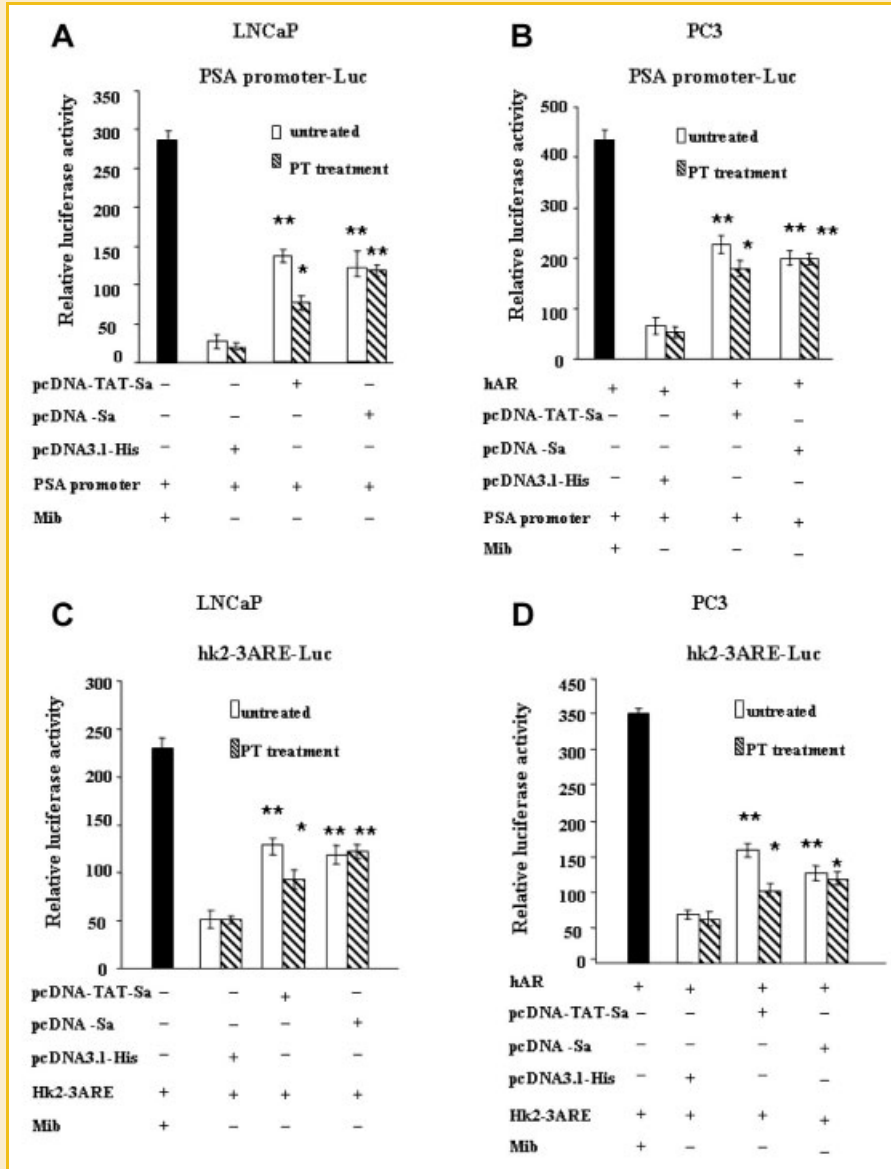 A
LNCaP
PSA promoter-Luc
Relative luciferase activity
350
300
250
200
150
100
50
0
untreated
PT treatment
**
*
**
**
pcDNA-TAT-Sa – – + –
pcDNA -Sa – – – +
pcDNA3.1-His – + – –
PSA promoter + + + +
Mib + – – –
B
PC3
PSA promoter-Luc
Relative luciferase activity
500
400
300
200
100
0
untreated
PT treatment
**
*
**
**
hAR + + + +
pcDNA-TAT-Sa – – + –
pcDNA -Sa – – – +
pcDNA3.1-His – + – –
PSA promoter + + + +
Mib + – – –
C
LNCaP
hk2-3ARE-Luc
Relative luciferase activity
300
250
200
150
100
50
0
untreated
PT treatment
**
*
**
**
pcDNA-TAT-Sa – – + –
pcDNA -Sa – – – +
pcDNA3.1-His – + – –
Hk2-3ARE + + + +
Mib + – – –
D
PC3
hk2-3ARE-Luc
Relative luciferase activity
450
350
300
200
150
100
50
0
untreated
PT treatment
**
*
**
*
hAR + + + +
pcDNA-TAT-Sa – – + –
pcDNA -Sa – – – +
pcDNA3.1-His – + – –
Hk2-3ARE + + + +
Mib + – – –